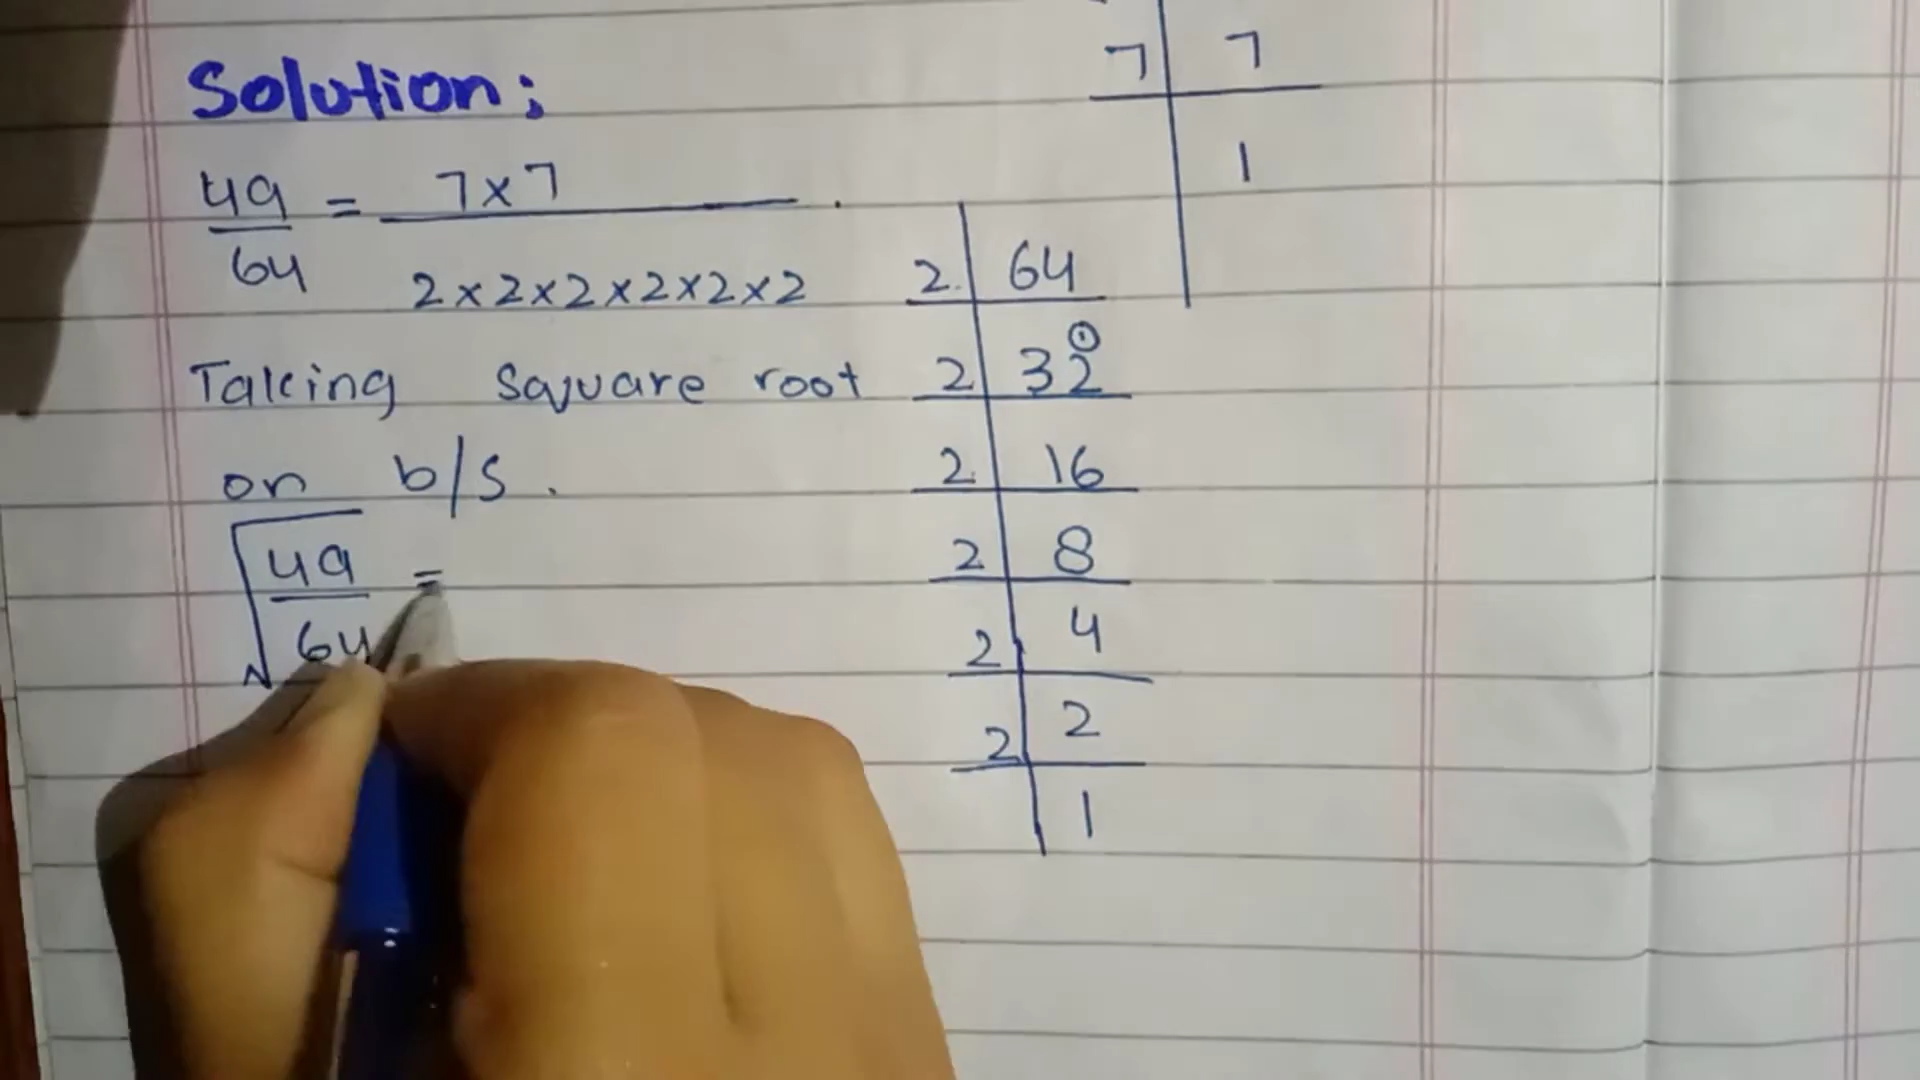 Solution:
49/64 = 7×7 / 2×2×2×2×2×2
Taking Square root
on b/s.
√49/64 =
7 | 7
1
2 | 64
2 | 32
2 | 16
2 | 8
2 | 4
2 | 2
1